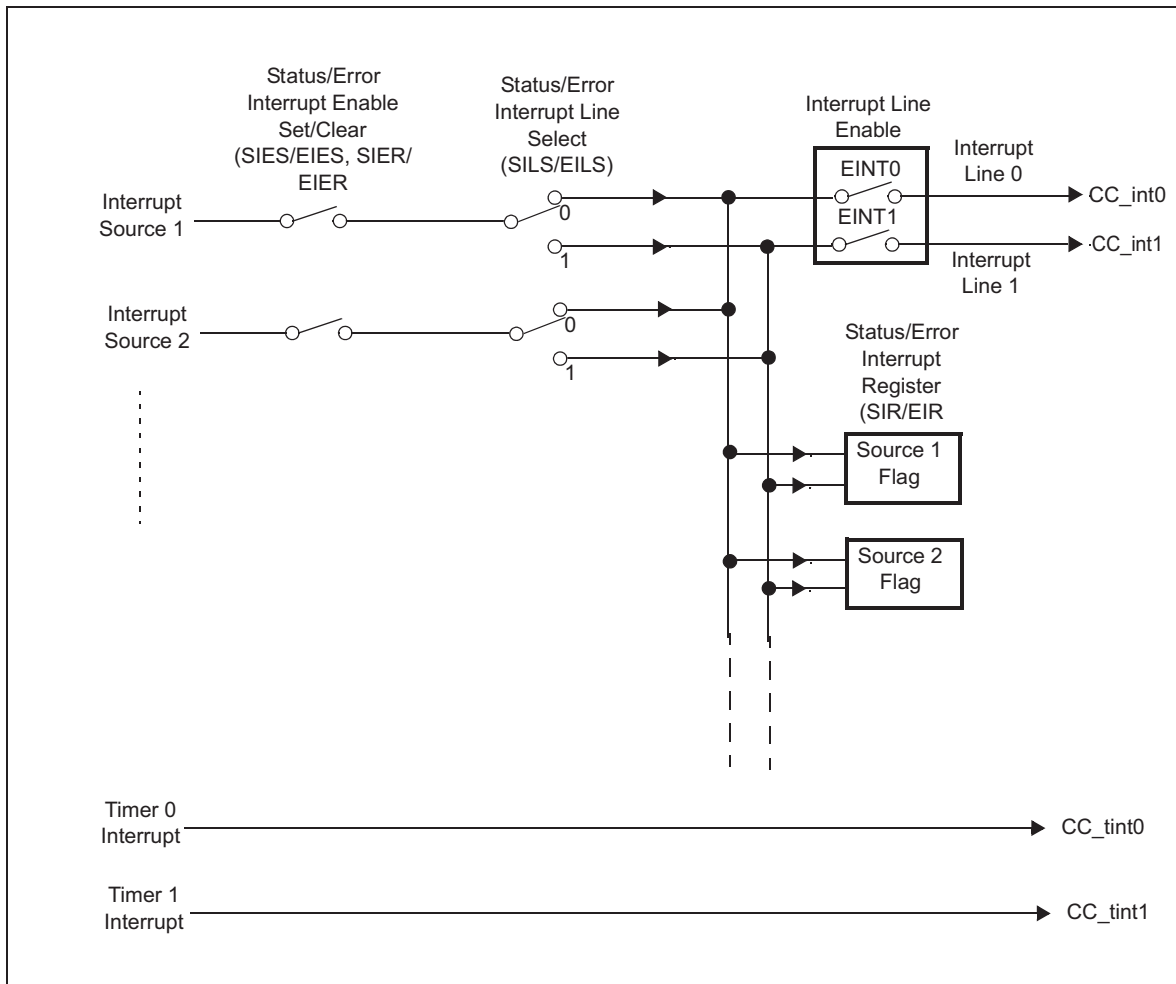 Status/Error
Interrupt Enable
Set/Clear
(SIES/EIES, SIER/
EIER
Status/Error
Interrupt Line
Select
(SILS/EILS)
Interrupt Line
Enable
EINT0
EINT1
Interrupt
Line 0
CC_int0
CC_int1
Interrupt
Line 1
Interrupt
Source 1
0
1
Interrupt
Source 2
0
1
Status/Error
Interrupt
Register
(SIR/EIR
Source 1
Flag
Source 2
Flag
Timer 0
Interrupt
CC_tint0
Timer 1
Interrupt
CC_tint1